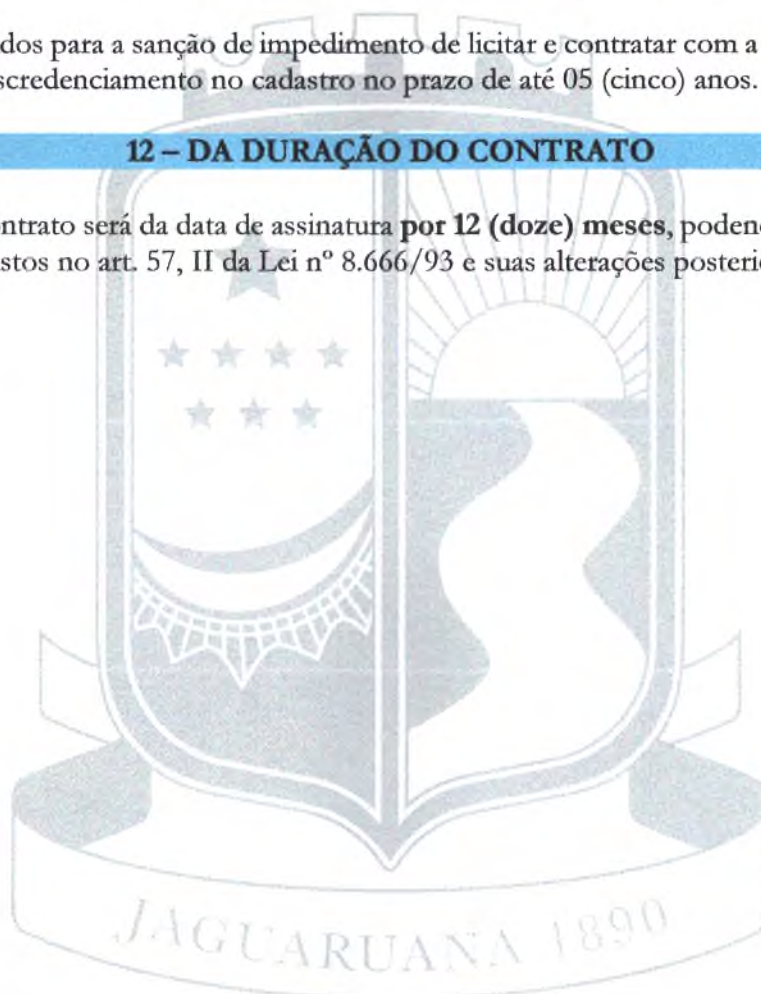 dos para a sanção de impedimento de licitar e contratar com a
scredenciamento no cadastro no prazo de até 05 (cinco) anos.
12 – DA DURAÇÃO DO CONTRATO
ntrato será da data de assinatura por 12 (doze) meses, poden
stos no art. 57, II da Lei nº 8.666/93 e suas alterações posteri
JAGUARUANA 1890